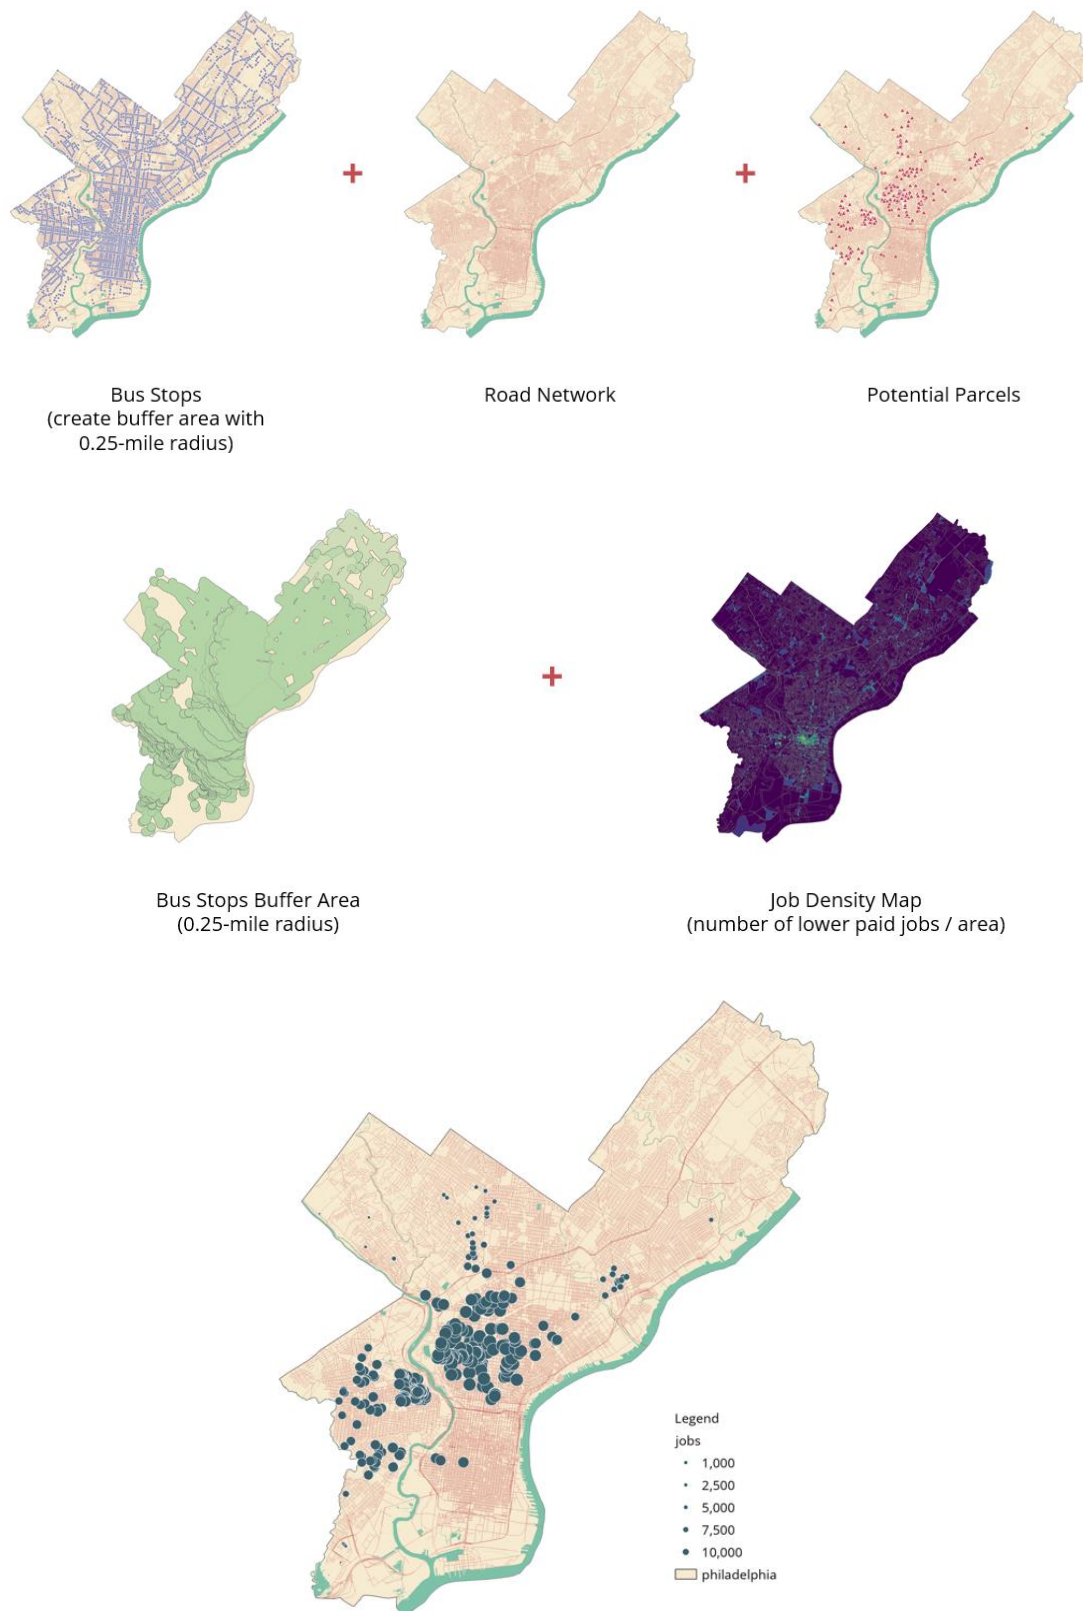 +
+
Bus Stops
(create buffer area with
0.25-mile radius)
Road Network
Potential Parcels
+
Bus Stops Buffer Area
(0.25-mile radius)
Job Density Map
(number of lower paid jobs / area)
Legend
jobs
1,000
2,500
5,000
7,500
10,000
philadelphia